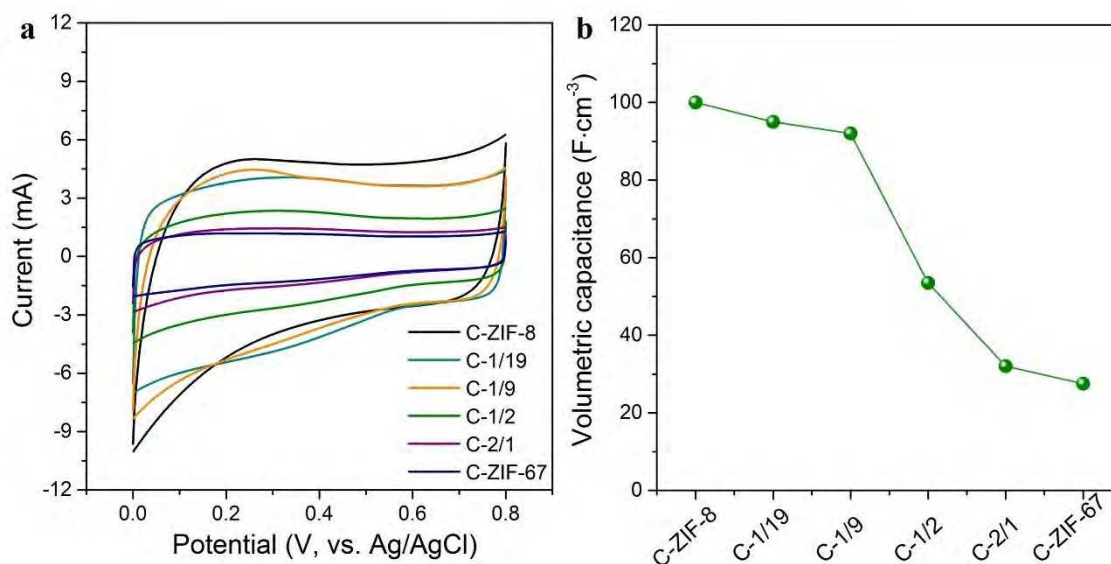 a
12
9
6
3
0
-3
-6
-9
-12
Current (mA)
0.0 0.2 0.4 0.6 0.8
Potential (V, vs. Ag/AgCl)
C-ZIF-8
C-1/19
C-1/9
C-1/2
C-2/1
C-ZIF-67
b
120
100
80
60
40
20
0
Volumetric capacitance (F·cm⁻³)
C-ZIF-8
C-1/19
C-1/9
C-1/2
C-2/1
C-ZIF-67